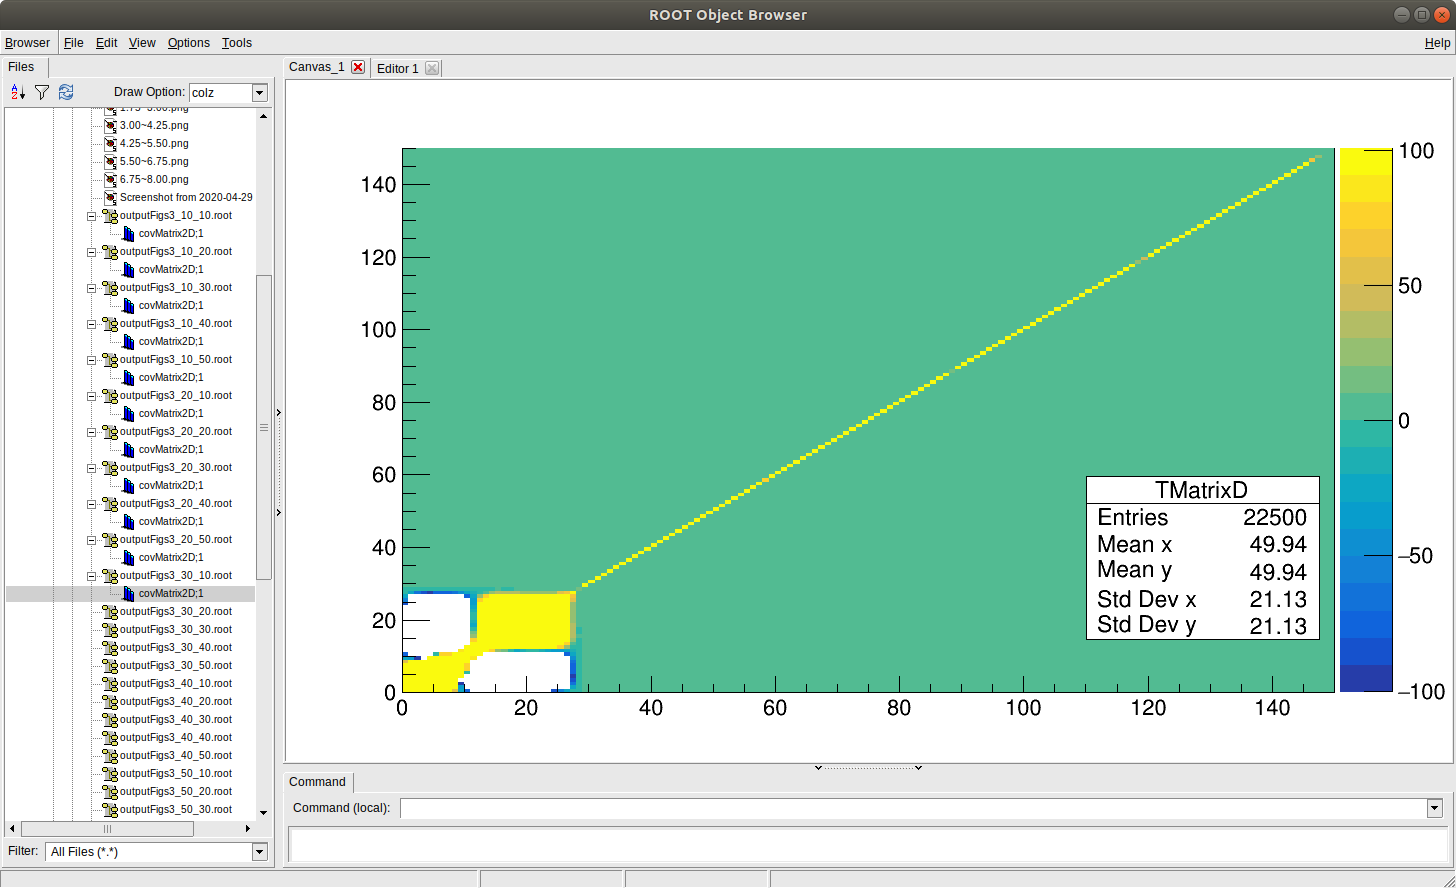 ROOT Object Browser
Browser File Edit View Options Tools Help
Files
Draw Option: colz
1.75~3.00.png
3.00~4.25.png
4.25~5.50.png
5.50~6.75.png
6.75~8.00.png
Screenshot from 2020-04-29
outputFigs3_10_10.root
covMatrix2D;1
outputFigs3_10_20.root
covMatrix2D;1
outputFigs3_10_30.root
covMatrix2D;1
outputFigs3_10_40.root
covMatrix2D;1
outputFigs3_10_50.root
covMatrix2D;1
outputFigs3_20_10.root
covMatrix2D;1
outputFigs3_20_20.root
covMatrix2D;1
outputFigs3_20_30.root
covMatrix2D;1
outputFigs3_20_40.root
covMatrix2D;1
outputFigs3_20_50.root
covMatrix2D;1
outputFigs3_30_10.root
covMatrix2D;1
outputFigs3_30_20.root
outputFigs3_30_30.root
outputFigs3_30_40.root
outputFigs3_30_50.root
outputFigs3_40_10.root
outputFigs3_40_20.root
outputFigs3_40_30.root
outputFigs3_40_40.root
outputFigs3_40_50.root
outputFigs3_50_10.root
outputFigs3_50_20.root
outputFigs3_50_30.root
Filter: All Files (*.*)
Canvas_1 Editor 1
140
120
100
80
60
40
20
0
0 20 40 60 80 100 120 140
TMatrixD
Entries 22500
Mean x 49.94
Mean y 49.94
Std Dev x 21.13
Std Dev y 21.13
100
50
0
−50
−100
Command
Command (local):